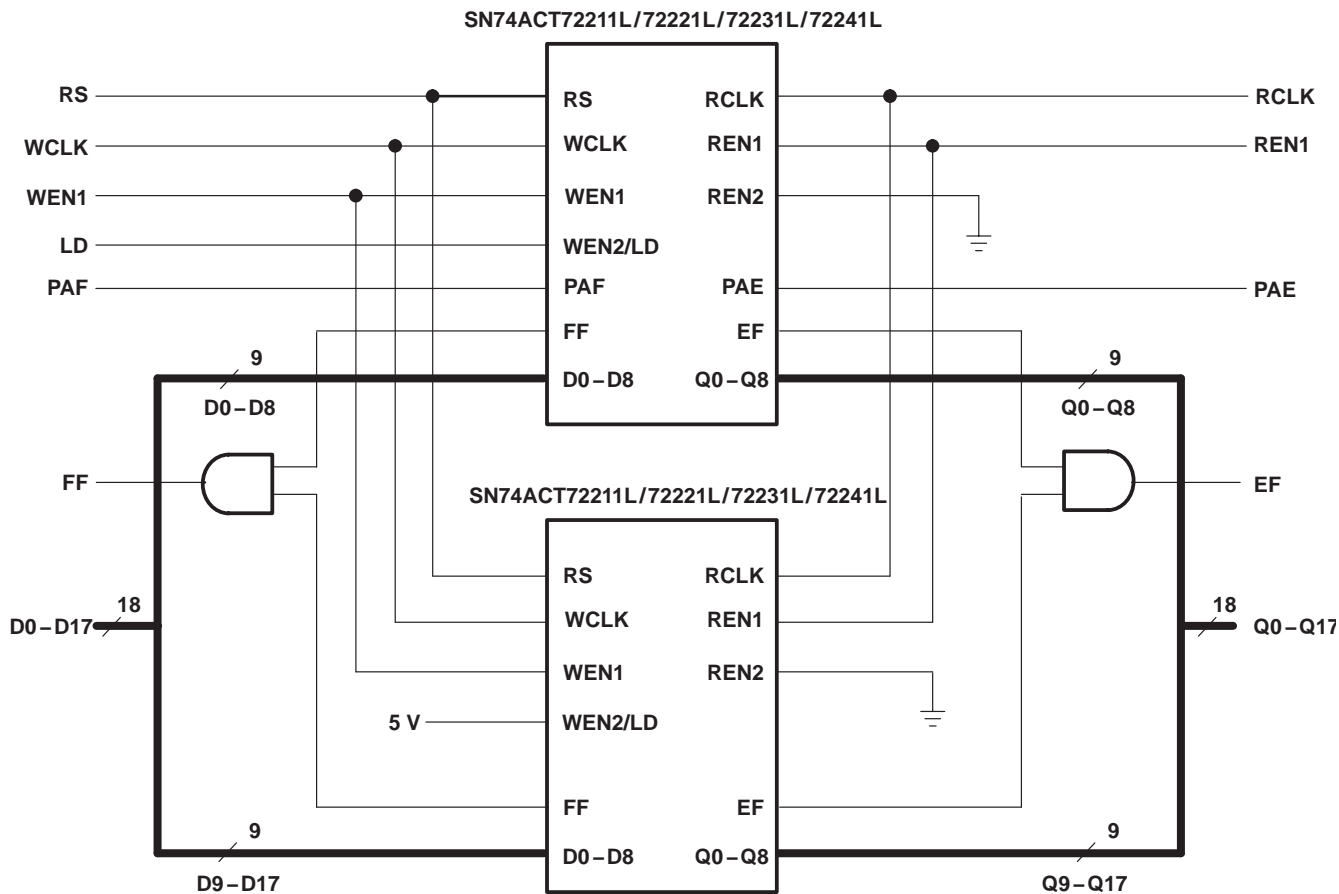 SN74ACT72211L/72221L/72231L/72241L
RS
RS
RCLK
RCLK
WCLK
WCLK
REN1
REN1
WEN1
WEN1
REN2
LD
WEN2/LD
PAF
PAF
PAE
PAE
FF
EF
9
D0–D8
D0–D8
Q0–Q8
9
Q0–Q8
FF
EF
SN74ACT72211L/72221L/72231L/72241L
RS
RCLK
18
D0–D17
WCLK
REN1
18
Q0–Q17
WEN1
REN2
5 V
WEN2/LD
FF
EF
9
D9–D17
D0–D8
Q0–Q8
9
Q9–Q17